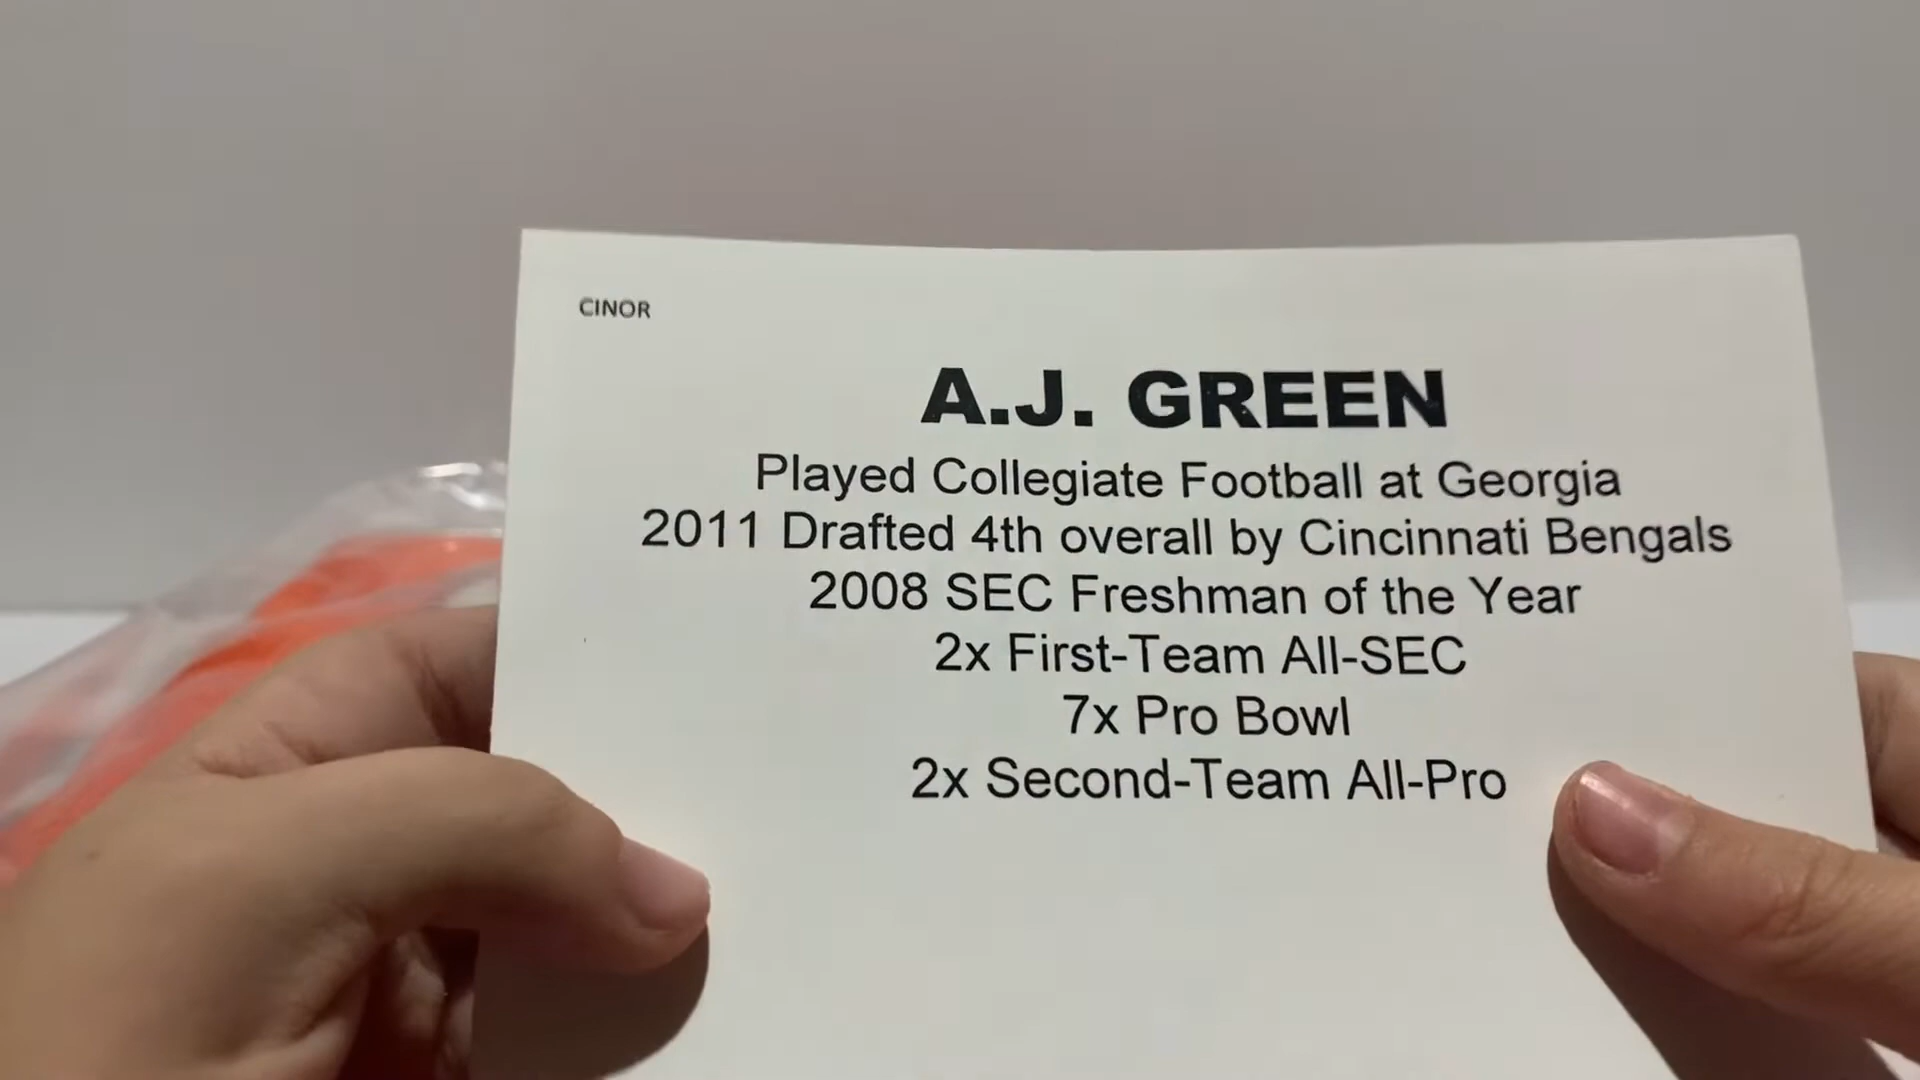 CINOR
A.J. GREEN
Played Collegiate Football at Georgia
2011 Drafted 4th overall by Cincinnati Bengals
2008 SEC Freshman of the Year
2x First-Team All-SEC
7x Pro Bowl
2x Second-Team All-Pro